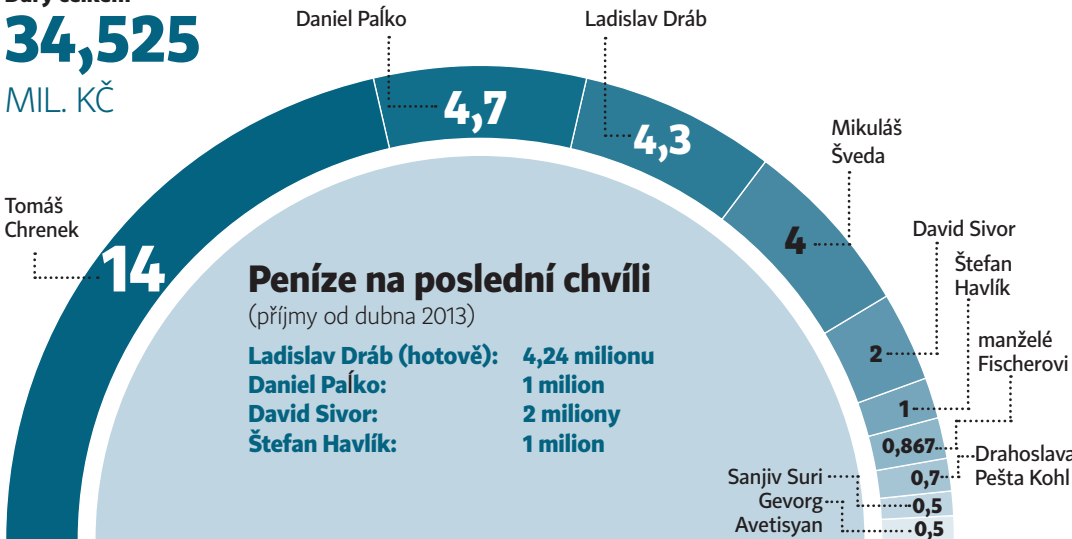 34,525
MIL. KČ
Daniel Paĺko
Ladislav Dráb
4,7
4,3
Mikuláš
Šveda
4
Tomáš
Chrenek
14
David Sivor
2
Štefan
Havlík
1
manželé
Fischerovi
0,867
Drahoslava
Pešta Kohl
0,7
Sanjiv Suri
0,5
Gevorg
Avetisyan
0,5
Peníze na poslední chvíli
(příjmy od dubna 2013)
Ladislav Dráb (hotově): 4,24 milionu
Daniel Paĺko: 1 milion
David Sivor: 2 miliony
Štefan Havlík: 1 milion